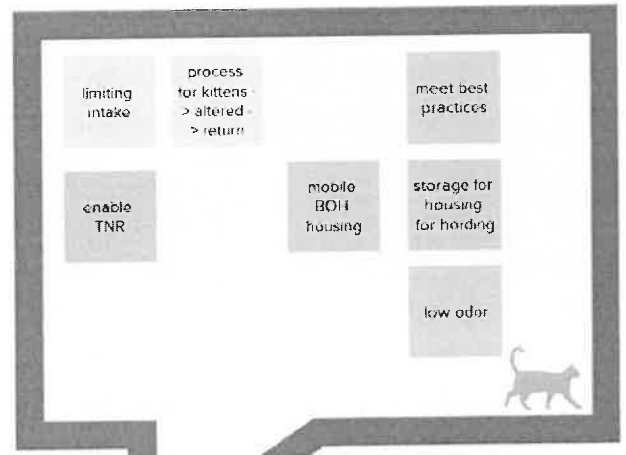 limiting
intake
process
for kittens -
> altered -
> return
meet best
practices
enable
TNR
mobile
BOH
housing
storage for
housing
for hording
low odor